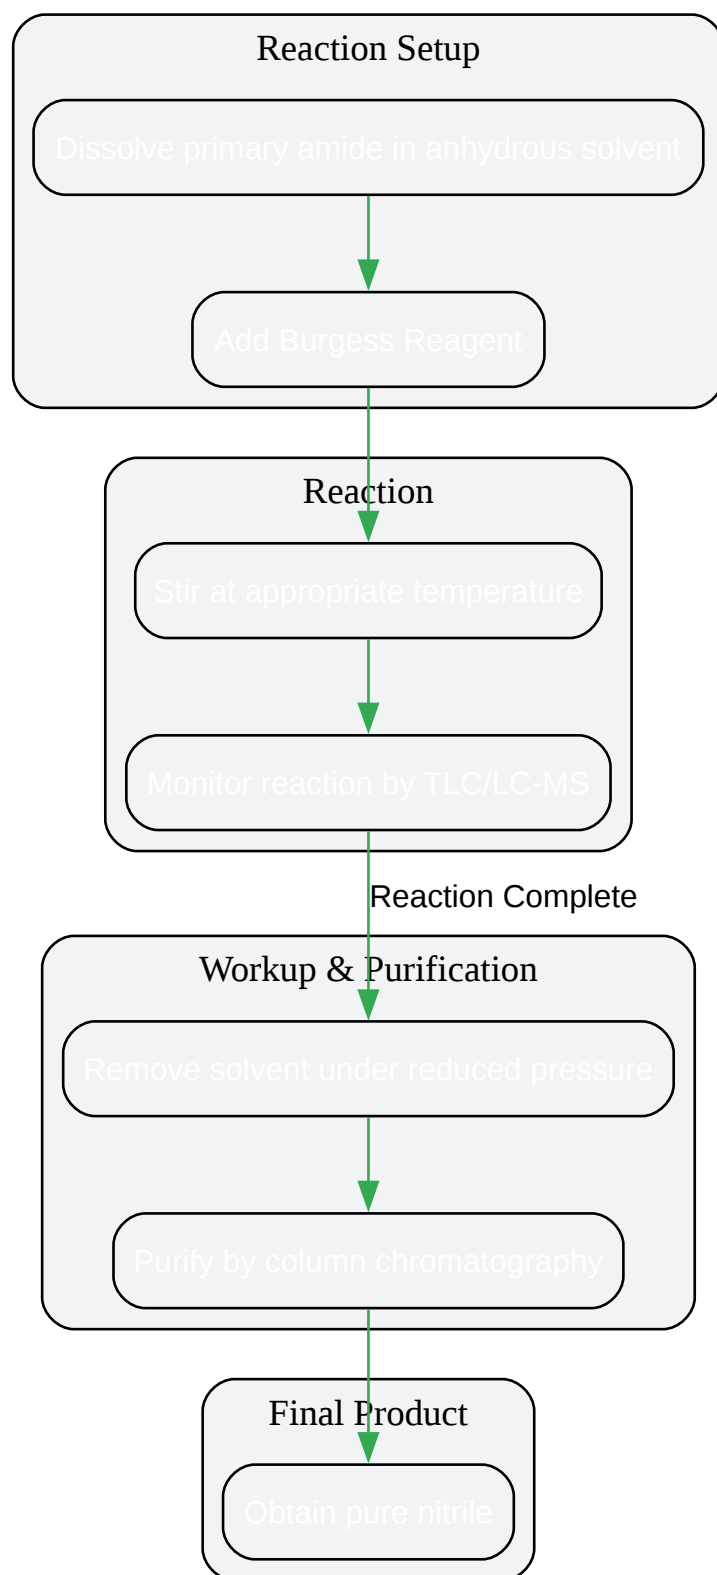 Reaction Setup
Dissolve primary amide in anhydrous solvent
Add Burgess Reagent
Reaction
Stir at appropriate temperature
Monitor reaction by TLC/LC-MS
Reaction Complete
Workup & Purification
Remove solvent under reduced pressure
Purify by column chromatography
Final Product
Obtain pure nitrile